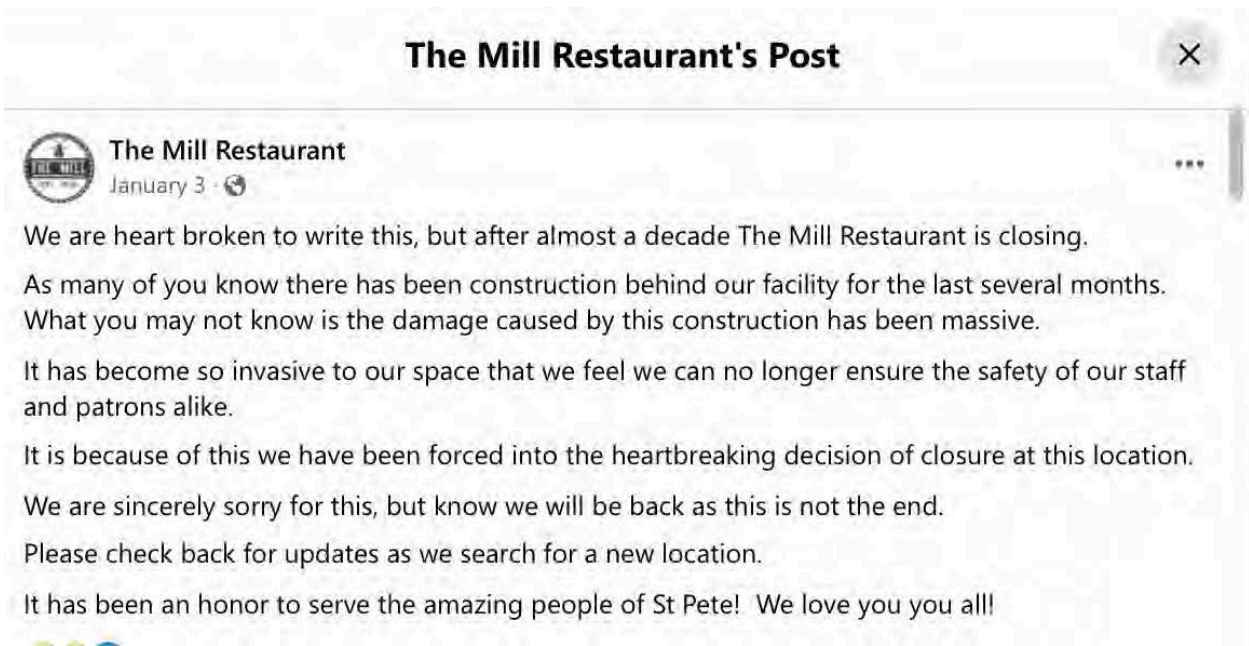 The Mill Restaurant's Post
The Mill Restaurant
January 3 ·
THE MILL
We are heart broken to write this, but after almost a decade The Mill Restaurant is closing.
As many of you know there has been construction behind our facility for the last several months.
What you may not know is the damage caused by this construction has been massive.
It has become so invasive to our space that we feel we can no longer ensure the safety of our staff
and patrons alike.
It is because of this we have been forced into the heartbreaking decision of closure at this location.
We are sincerely sorry for this, but know we will be back as this is not the end.
Please check back for updates as we search for a new location.
It has been an honor to serve the amazing people of St Pete!  We love you you all!